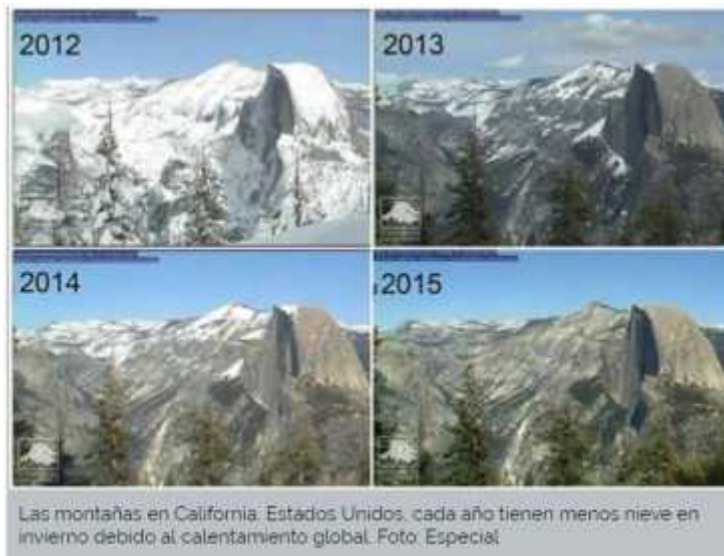 2012
2013
2014
2015
Las montañas en California, Estados Unidos, cada año tienen menos nieve en
invierno debido al calentamiento global. Foto: Especial